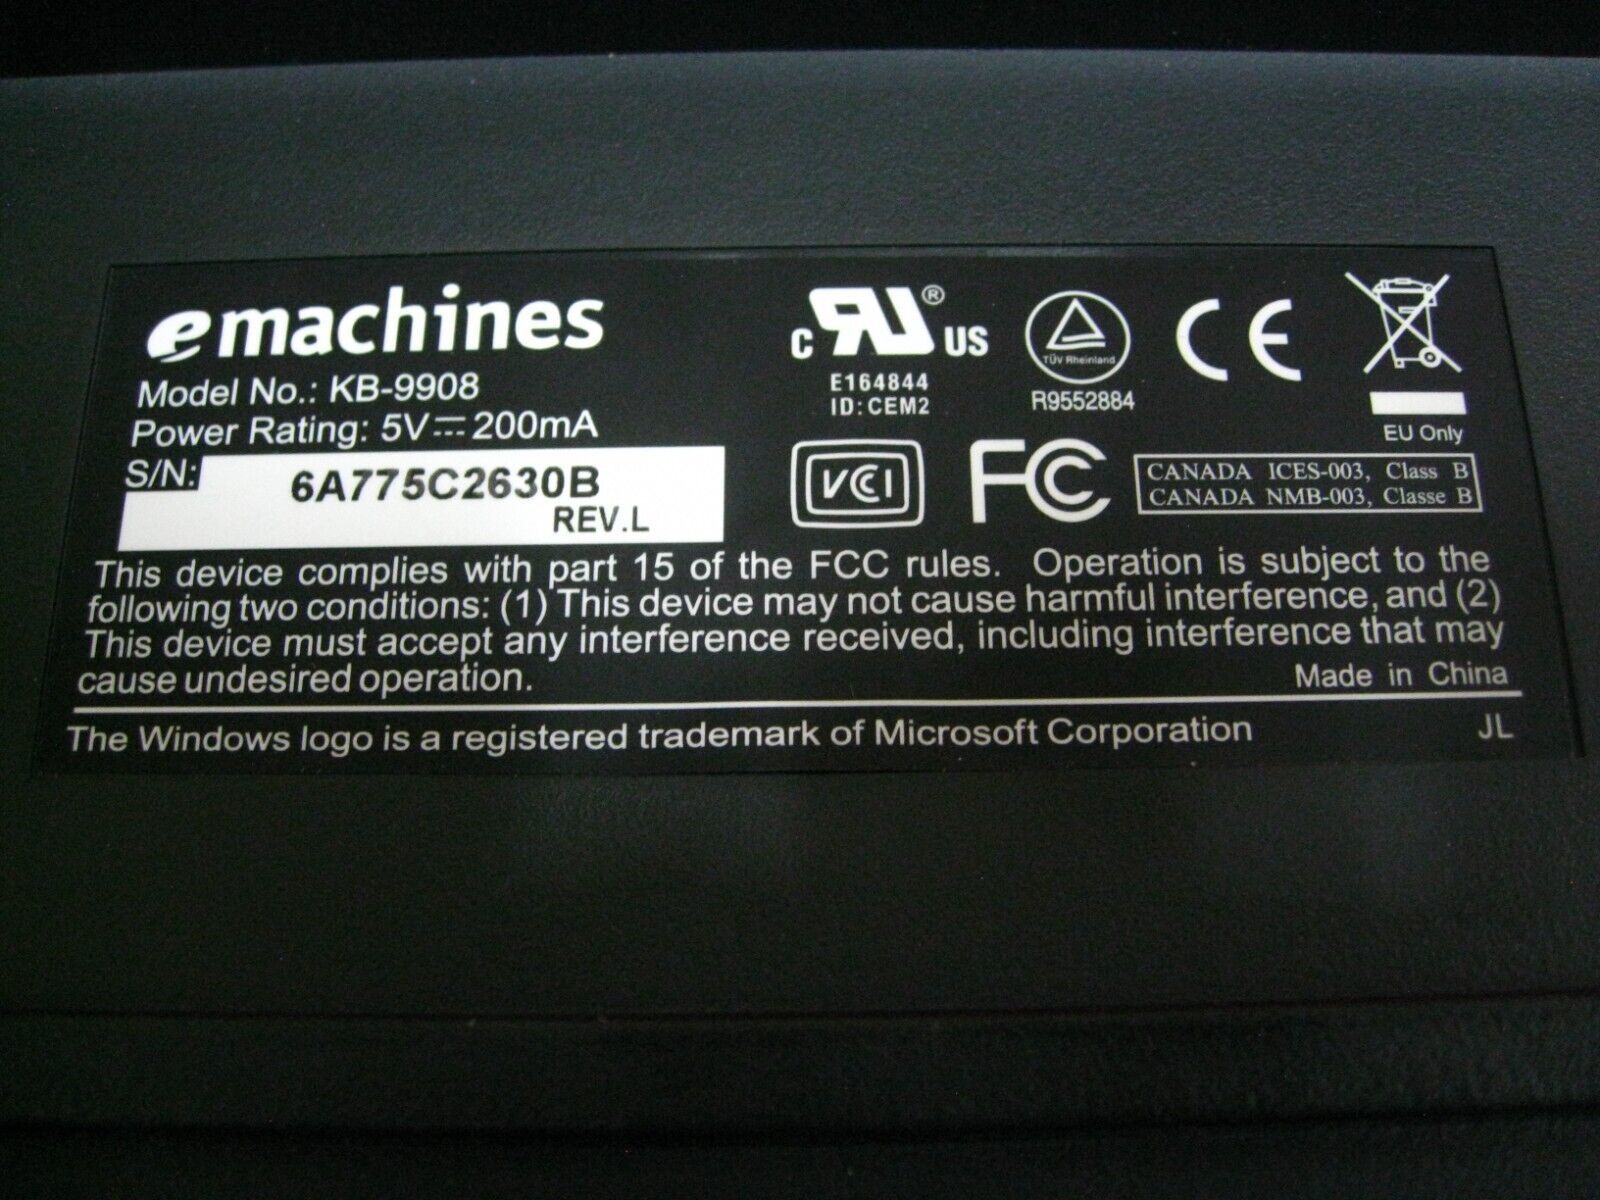 emachines
Model No.: KB-9908
Power Rating: 5V⎓200mA
S/N:
6A775C2630B
REV.L
c RU® US
E164844
ID:CEM2
TÜV Rheinland
R9552884
CE
EU Only
VCI
FC
CANADA ICES-003, Class B
CANADA NMB-003, Classe B
This device complies with part 15 of the FCC rules. Operation is subject to the
following two conditions: (1) This device may not cause harmful interference, and (2)
This device must accept any interference received, including interference that may
cause undesired operation.
Made in China
The Windows logo is a registered trademark of Microsoft Corporation
JL